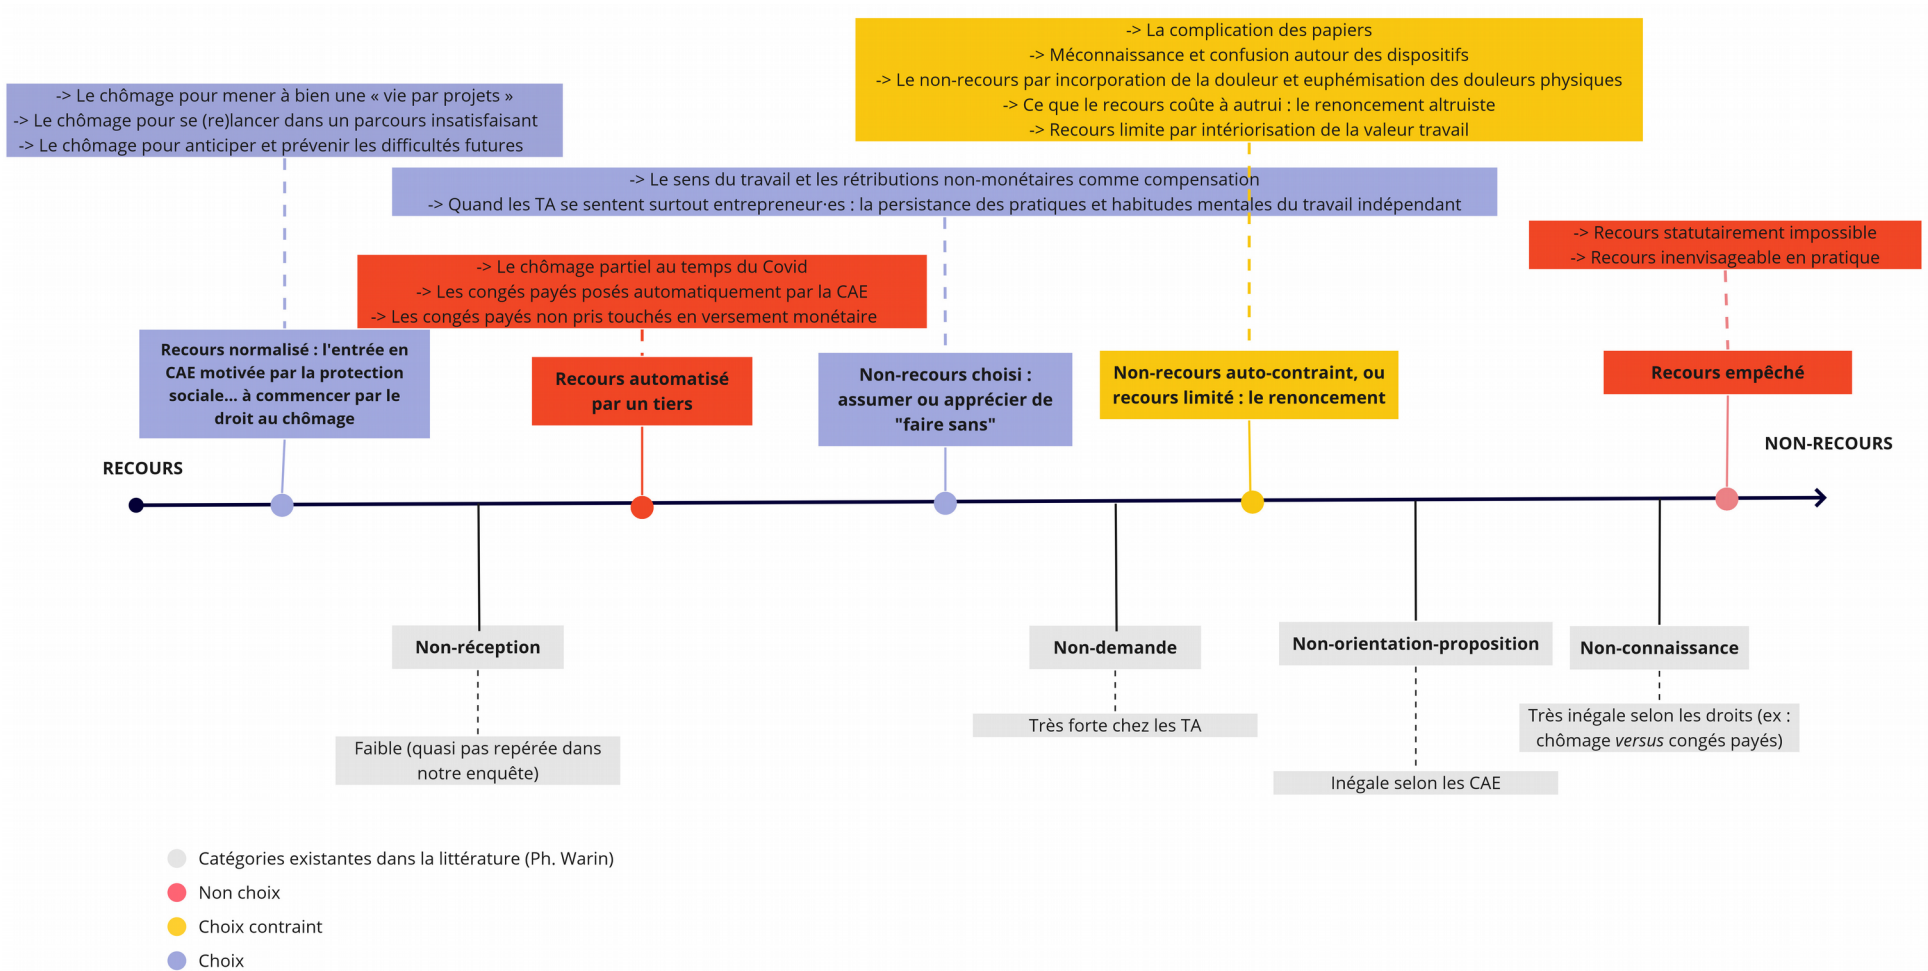 -> La complication des papiers
-> Méconnaissance et confusion autour des dispositifs
-> Le non-recours par incorporation de la douleur et euphémisation des douleurs physiques
-> Ce que le recours coûte à autrui : le renoncement altruiste
-> Recours limite par intériorisation de la valeur travail
-> Le chômage pour mener à bien une « vie par projets »
-> Le chômage pour se (re)lancer dans un parcours insatisfaisant
-> Le chômage pour anticiper et prévenir les difficultés futures
-> Le sens du travail et les rétributions non-monétaires comme compensation
-> Quand les TA se sentent surtout entrepreneur·es : la persistance des pratiques et habitudes mentales du travail indépendant
-> Recours statutairement impossible
-> Recours inenvisageable en pratique
-> Le chômage partiel au temps du Covid
-> Les congés payés posés automatiquement par la CAE
-> Les congés payés non pris touchés en versement monétaire
Recours normalisé : l'entrée en
CAE motivée par la protection
sociale... à commencer par le
droit au chômage
Recours automatisé
par un tiers
Non-recours choisi :
assumer ou apprécier de
"faire sans"
Non-recours auto-contraint, ou
recours limité : le renoncement
Recours empêché
RECOURS
NON-RECOURS
Non-réception
Non-demande
Non-orientation-proposition
Non-connaissance
Faible (quasi pas repérée dans
notre enquête)
Très forte chez les TA
Inégale selon les CAE
Très inégale selon les droits (ex :
chômage versus congés payés)
Catégories existantes dans la littérature (Ph. Warin)
Non choix
Choix contraint
Choix